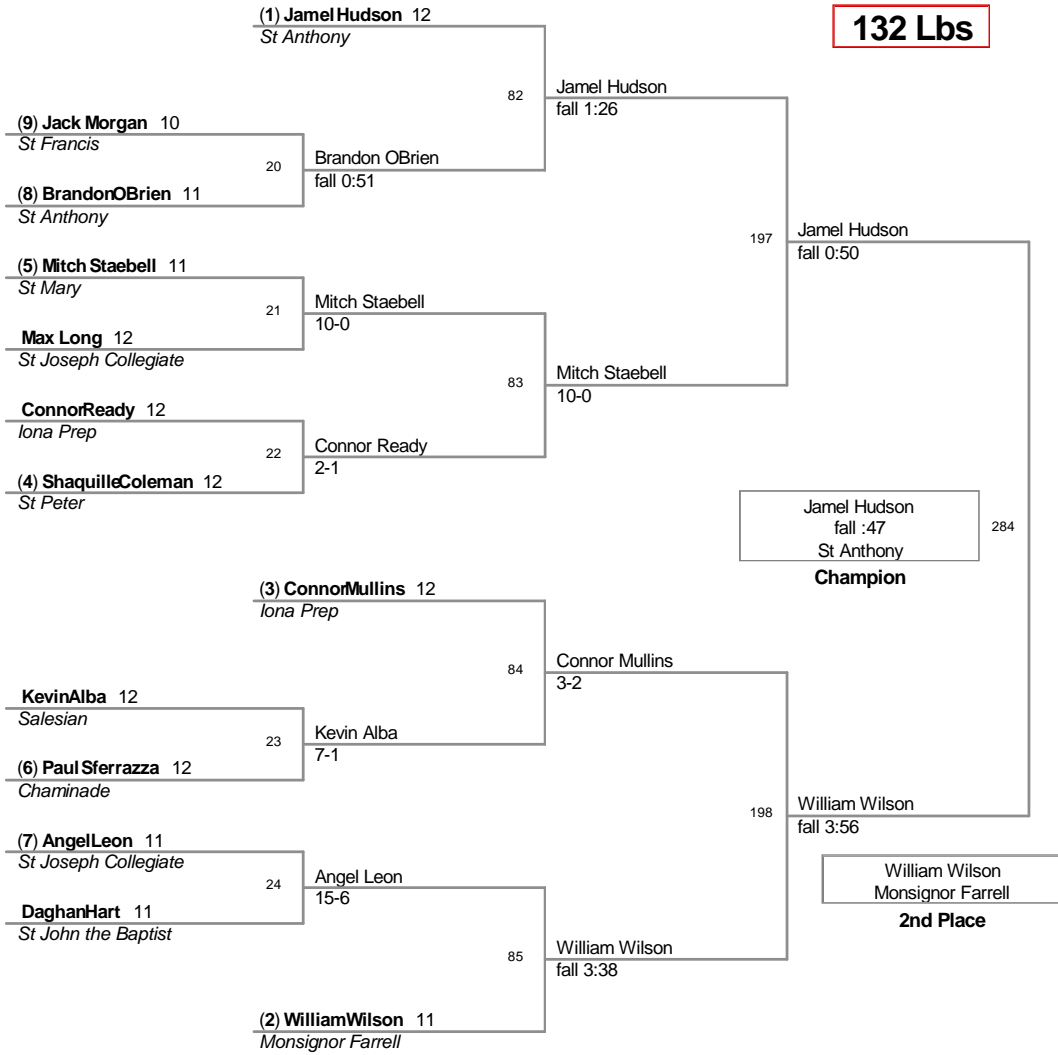 132 Lbs
(1) Jamel Hudson 12
St Anthony
82
Jamel Hudson
fall 1:26
(9) Jack Morgan 10
St Francis
20
Brandon OBrien
fall 0:51
(8) BrandonOBrien 11
St Anthony
197
Jamel Hudson
fall 0:50
(5) Mitch Staebell 11
St Mary
21
Mitch Staebell
10-0
Max Long 12
St Joseph Collegiate
83
Mitch Staebell
10-0
ConnorReady 12
Iona Prep
22
Connor Ready
2-1
(4) ShaquilleColeman 12
St Peter
Jamel Hudson
fall :47
St Anthony
Champion
284
(3) ConnorMullins 12
Iona Prep
84
Connor Mullins
3-2
KevinAlba 12
Salesian
23
Kevin Alba
7-1
(6) Paul Sferrazza 12
Chaminade
198
William Wilson
fall 3:56
(7) AngelLeon 11
St Joseph Collegiate
24
Angel Leon
15-6
DaghanHart 11
St John the Baptist
William Wilson
Monsignor Farrell
2nd Place
85
William Wilson
fall 3:38
(2) WilliamWilson 11
Monsignor Farrell